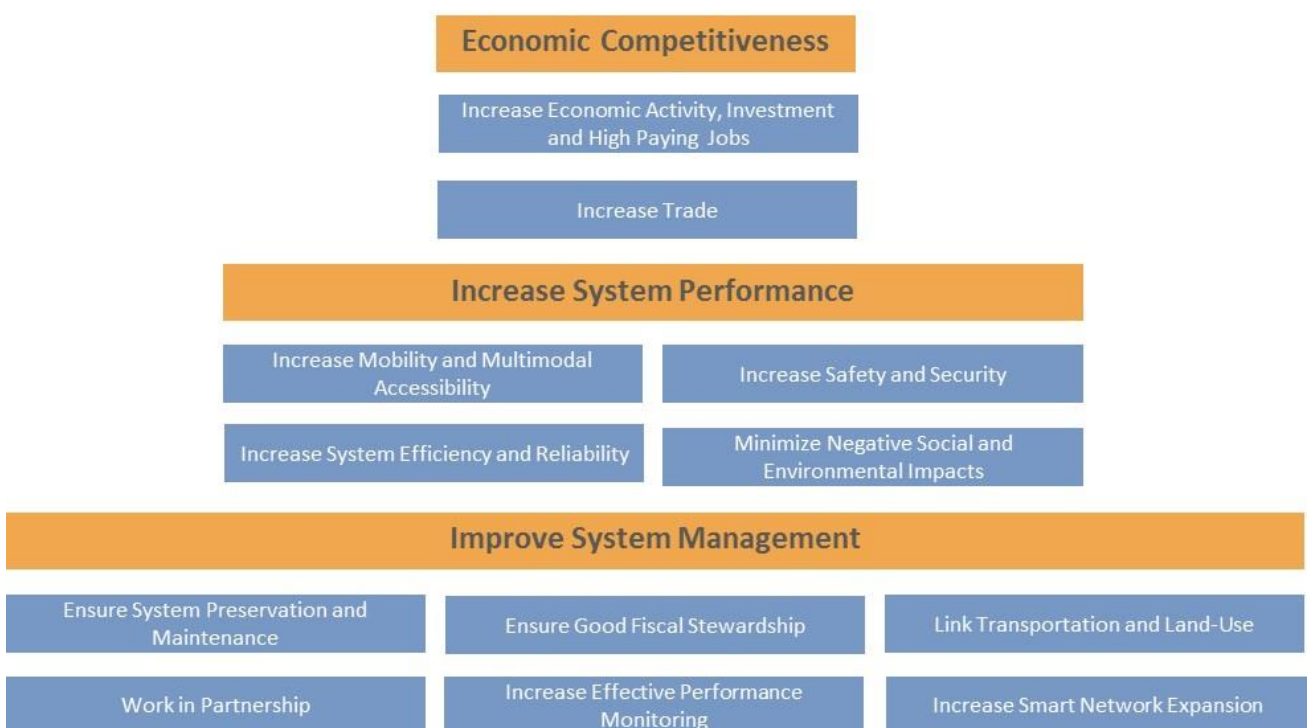 Economic Competitiveness
Increase Economic Activity, Investment
and High Paying Jobs
Increase Trade
Increase System Performance
Increase Mobility and Multimodal
Accessibility
Increase Safety and Security
Increase System Efficiency and Reliability
Minimize Negative Social and
Environmental Impacts
Improve System Management
Ensure System Preservation and
Maintenance
Ensure Good Fiscal Stewardship
Link Transportation and Land-Use
Work in Partnership
Increase Effective Performance
Monitoring
Increase Smart Network Expansion